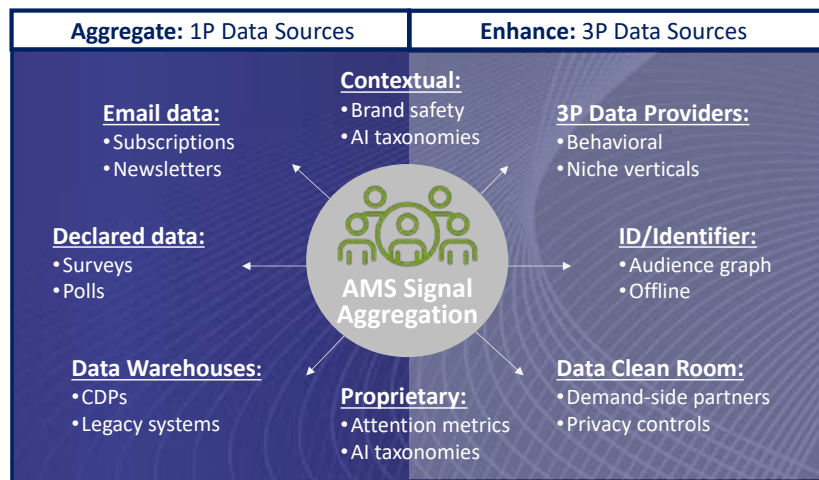 Aggregate: 1P Data Sources
Enhance: 3P Data Sources
Contextual:
•Brand safety
•AI taxonomies
Email data:
•Subscriptions
•Newsletters
3P Data Providers:
•Behavioral
•Niche verticals
Declared data:
•Surveys
•Polls
AMS Signal
Aggregation
ID/Identifier:
•Audience graph
•Offline
Data Warehouses:
•CDPs
•Legacy systems
Proprietary:
•Attention metrics
•AI taxonomies
Data Clean Room:
•Demand-side partners
•Privacy controls